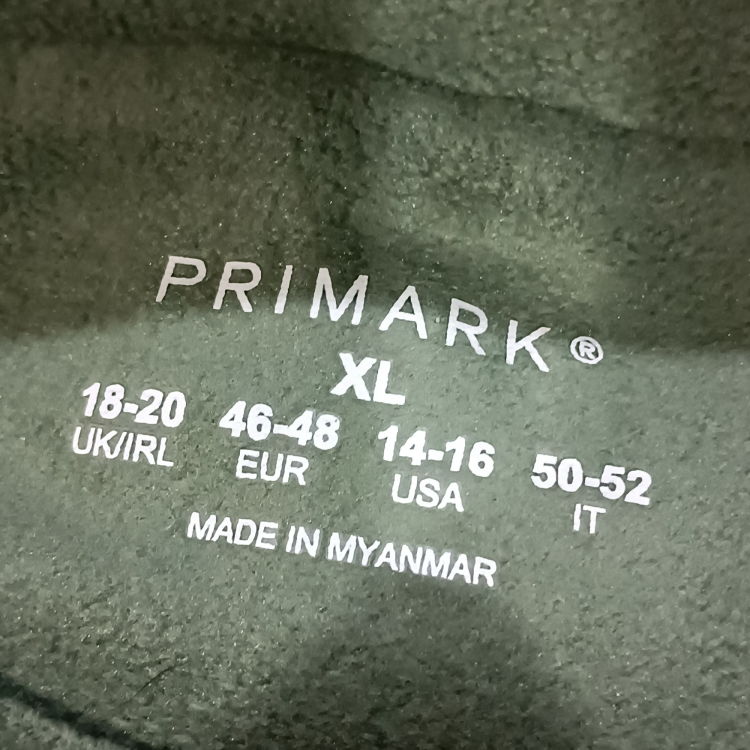 PRIMARK®
XL
18-20 46-48 14-16 50-52
UK/IRL EUR USA IT
MADE IN MYANMAR